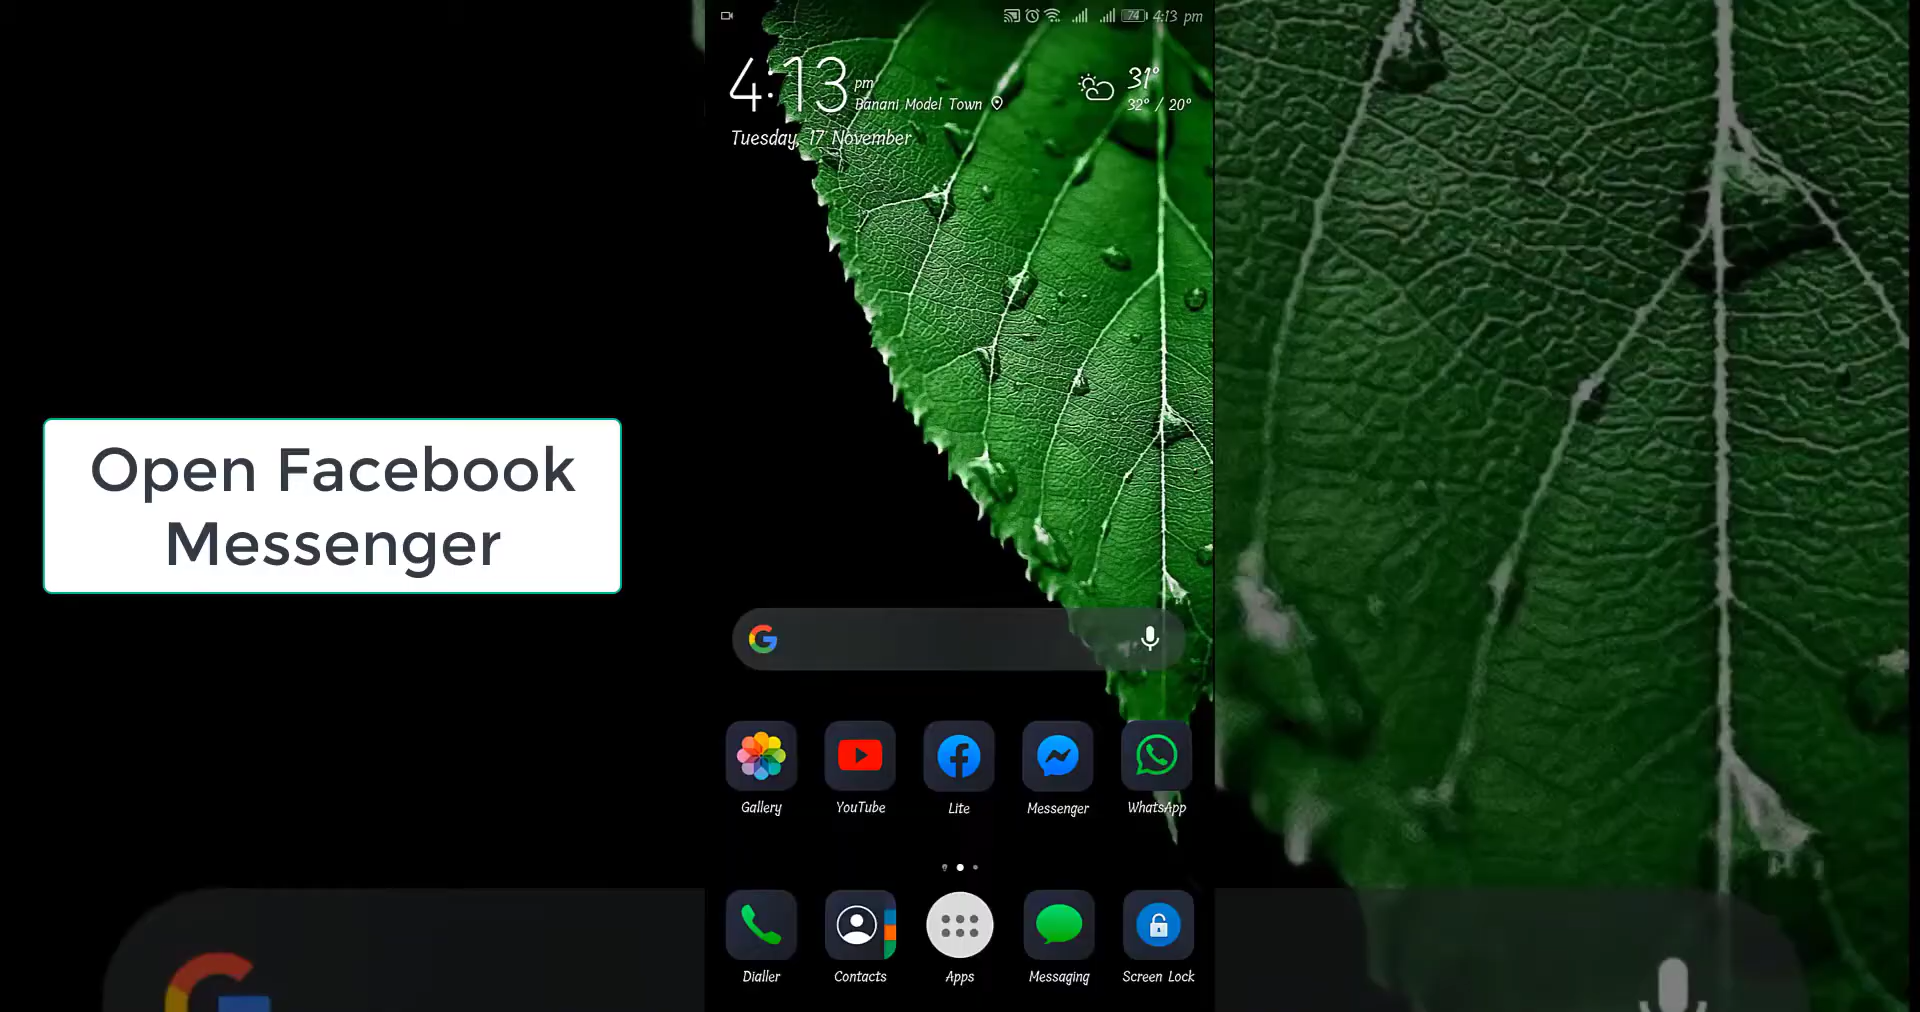 74 4:13 pm
4:13 pm
Banani Model Town
31°
32° / 20°
Tuesday, 17 November
Open Facebook
Messenger
Gallery YouTube Lite Messenger WhatsApp
Dialler Contacts Apps Messaging Screen Lock